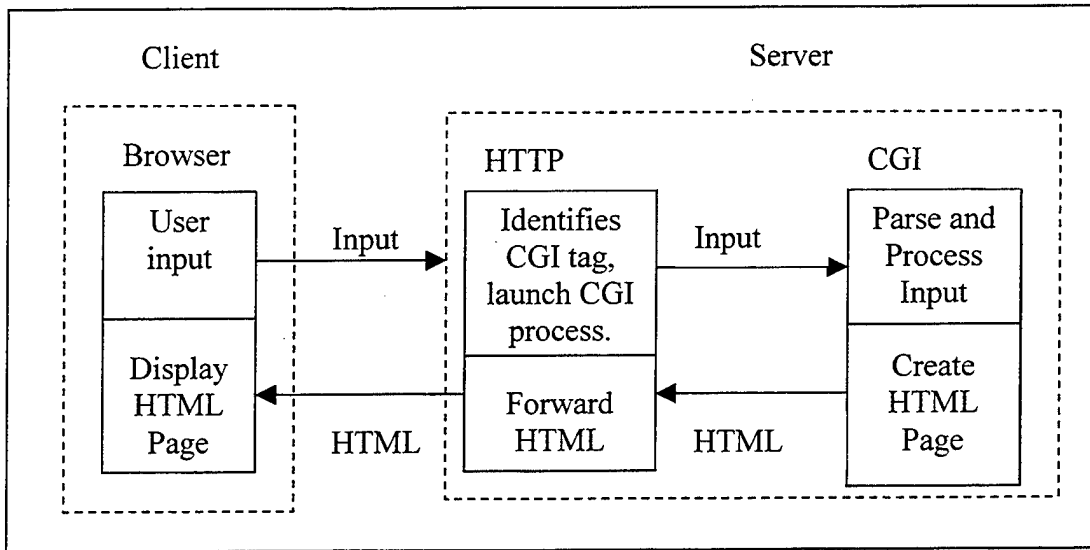 Client
Server
Browser
HTTP
CGI
User
input
Input
Identifies
CGI tag,
launch CGI
process.
Input
Parse and
Process
Input
Display
HTML
Page
HTML
Forward
HTML
HTML
Create
HTML
Page